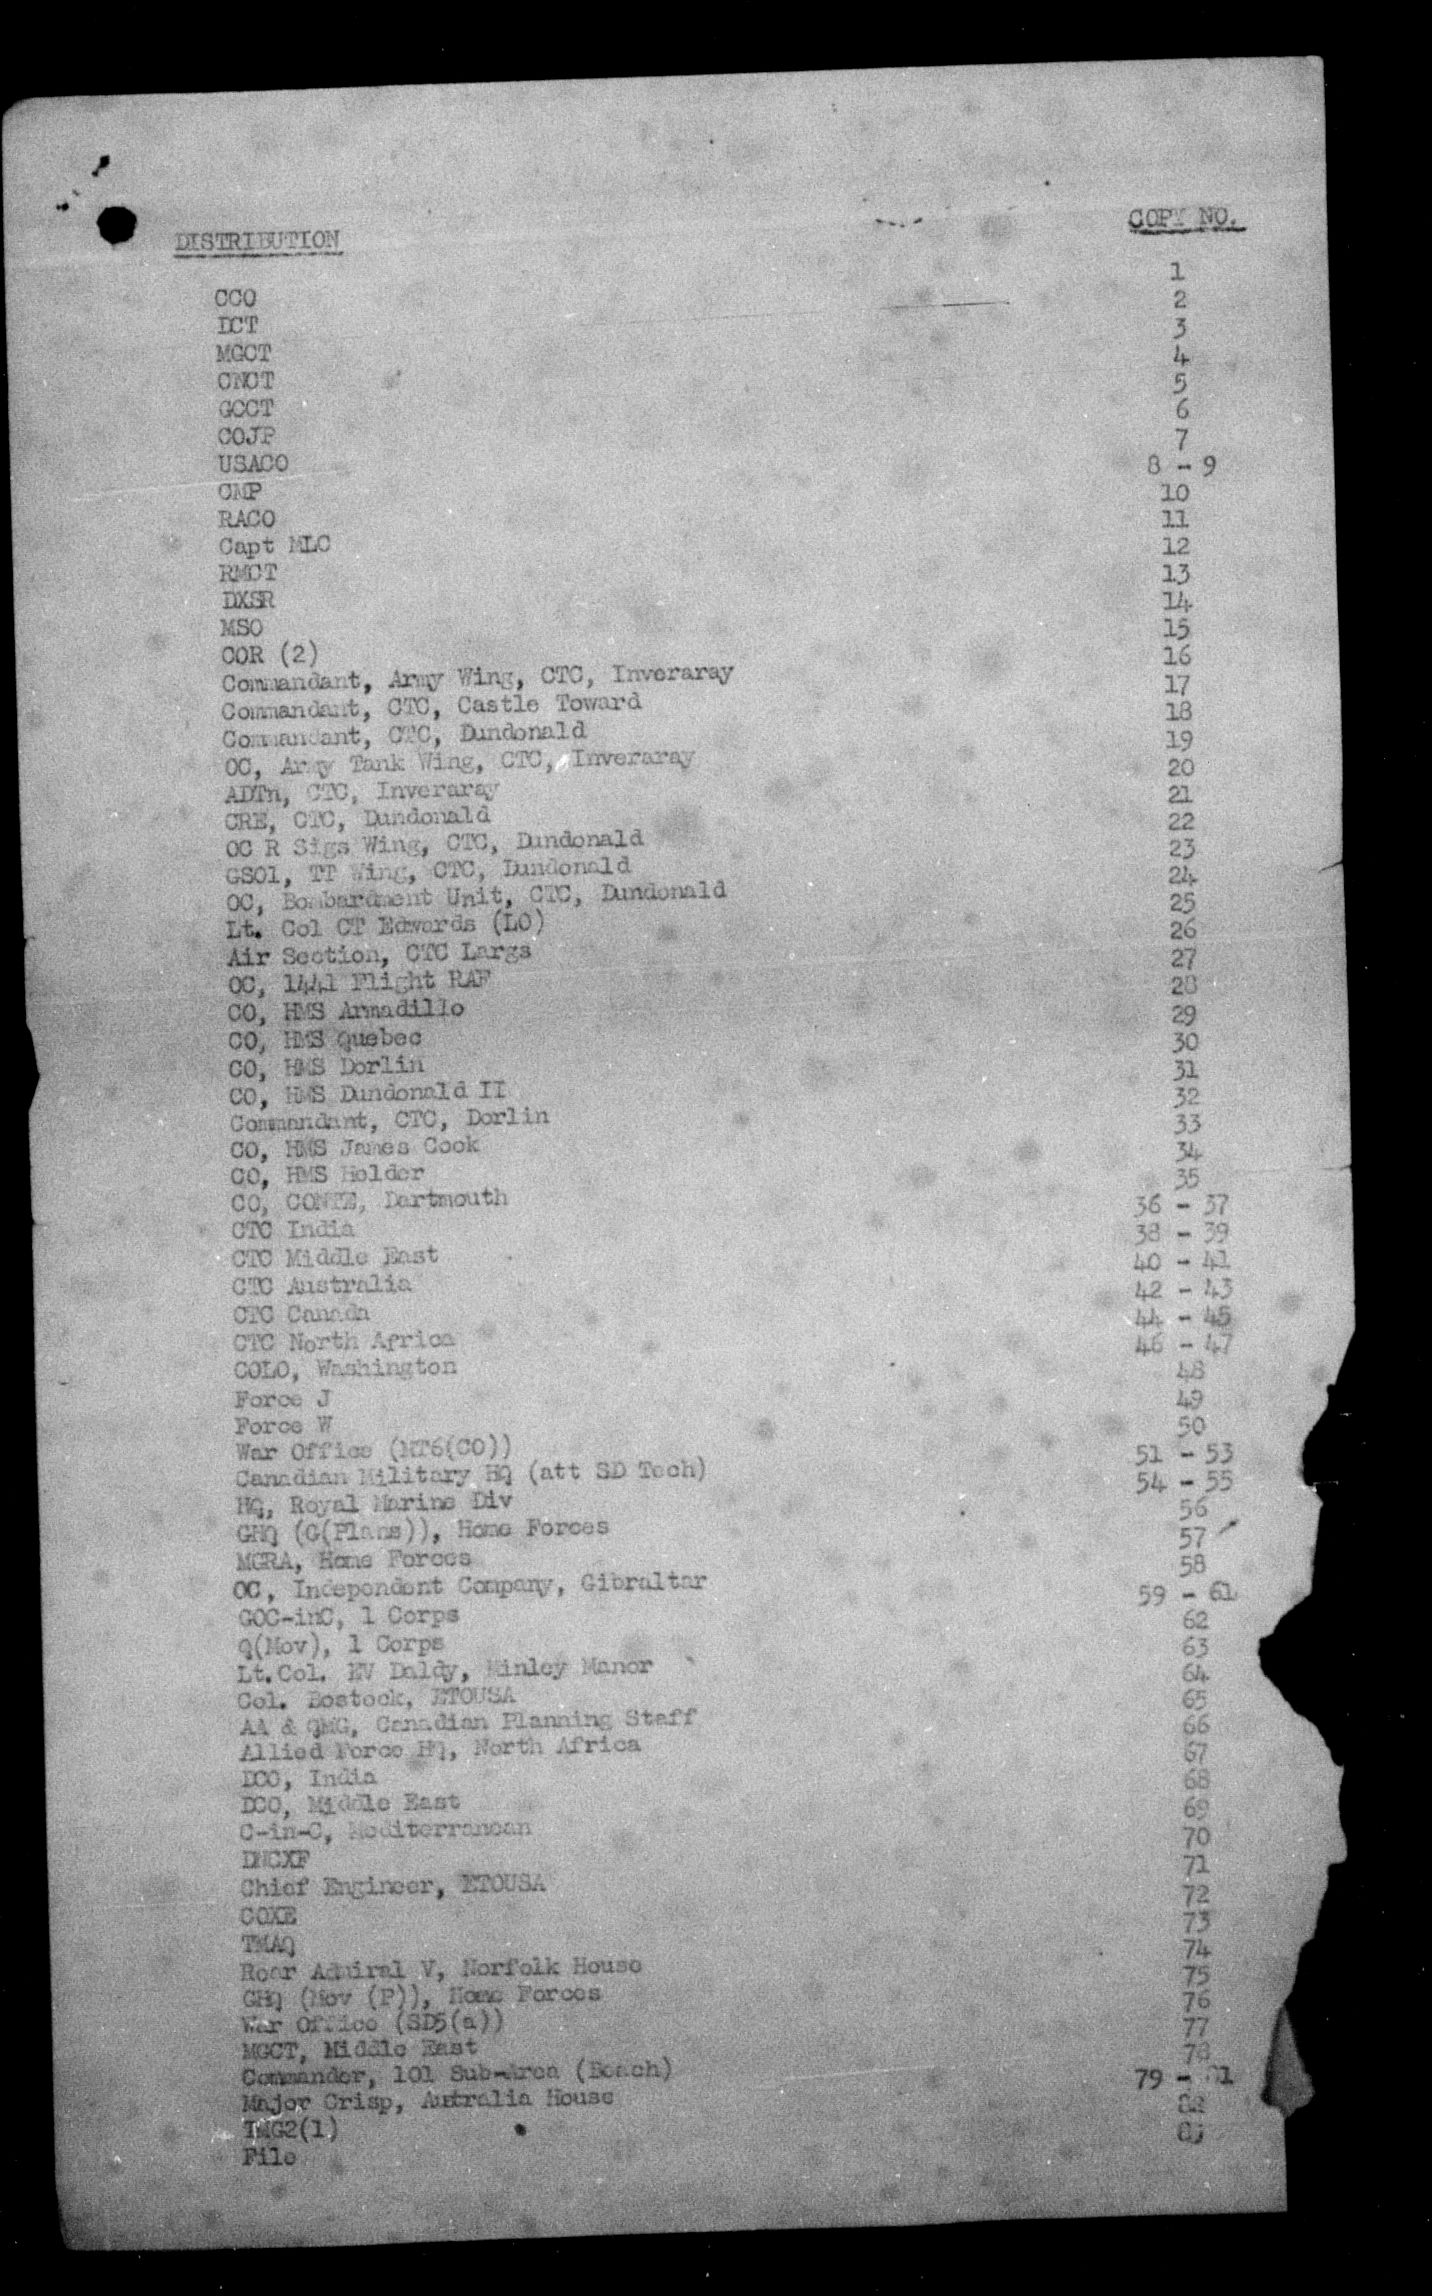 DISTRIBUTION COPY NO.
CCO 1
DCT 2
MGCT 3
CNCT 4
GCCT 5
COJP 6
USACO 7
CMP 8 - 9
RACO 10
Capt MLC 11
RMCT 12
DXSR 13
MSO 14
COR (2) 15
Commandant, Army Wing, CTC, Inveraray 16
Commandant, CTC, Castle Toward 17
Commandant, CTC, Dundonald 18
OC, Army Tank Wing, CTC, Inveraray 19
ADTn, CTC, Inveraray 20
CRE, CTC, Dundonald 21
OC R Sigs Wing, CTC, Dundonald 22
GSO1, TT Wing, CTC, Dundonald 23
OC, Bombardment Unit, CTC, Dundonald 24
Lt. Col CT Edwards (LO) 25
Air Section, CTC Largs 26
OC, 1441 Flight RAF 27
CO, HMS Armadillo 28
CO, HMS Quebec 29
CO, HMS Dorlin 30
CO, HMS Dundonald II 31
Commandant, CTC, Dorlin 32
CO, HMS James Cook 33
CO, HMS Helder 34
CO, Dartmouth 35
CTC India 36 - 37
CTC Middle East 38 - 39
CTC Australia 40 - 41
CTC Canada 42 - 43
CTC North Africa 44 - 45
COLO, Washington 46 - 47
Force J 48
Force W 49
War Office (MT6(CO)) 50
Canadian Military HQ (att SD Tech) 51 - 53
HQ, Royal Marine Div 54 - 55
GHQ (G(Plans)), Home Forces 56
MGRA, Home Forces 57
OC, Independent Company, Gibraltar 58
GOC-inC, 1 Corps 59 - 61
Q(Mov), 1 Corps 62
Lt.Col. EV Daldy, Minley Manor 63
Col. Bostock, ETOUSA 64
AA & QMG, Canadian Planning Staff 65
Allied Force HQ, North Africa 66
DCO, India 67
DCO, Middle East 68
C-in-C, Mediterranean 69
DNCXF 70
Chief Engineer, ETOUSA 71
COXE 72
TMAQ 73
Rear Admiral V, Norfolk House 74
GHQ (Mov (P)), Home Forces 75
War Office (SD5(a)) 76
MGCT, Middle East 77
Commander, 101 Sub-Area (Beach) 78
Major Crisp, Australia House 79 - 81
TMG2(1) 82
File 83